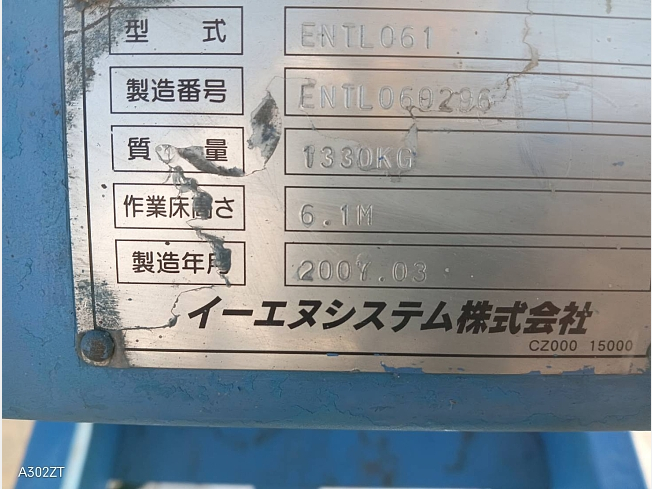 型式 ENTL061
製造番号 ENTL060296
質量 1330KG
作業床高さ 6.1M
製造年月 2007.03
イーエヌシステム株式会社
CZ000 15000
A302ZT